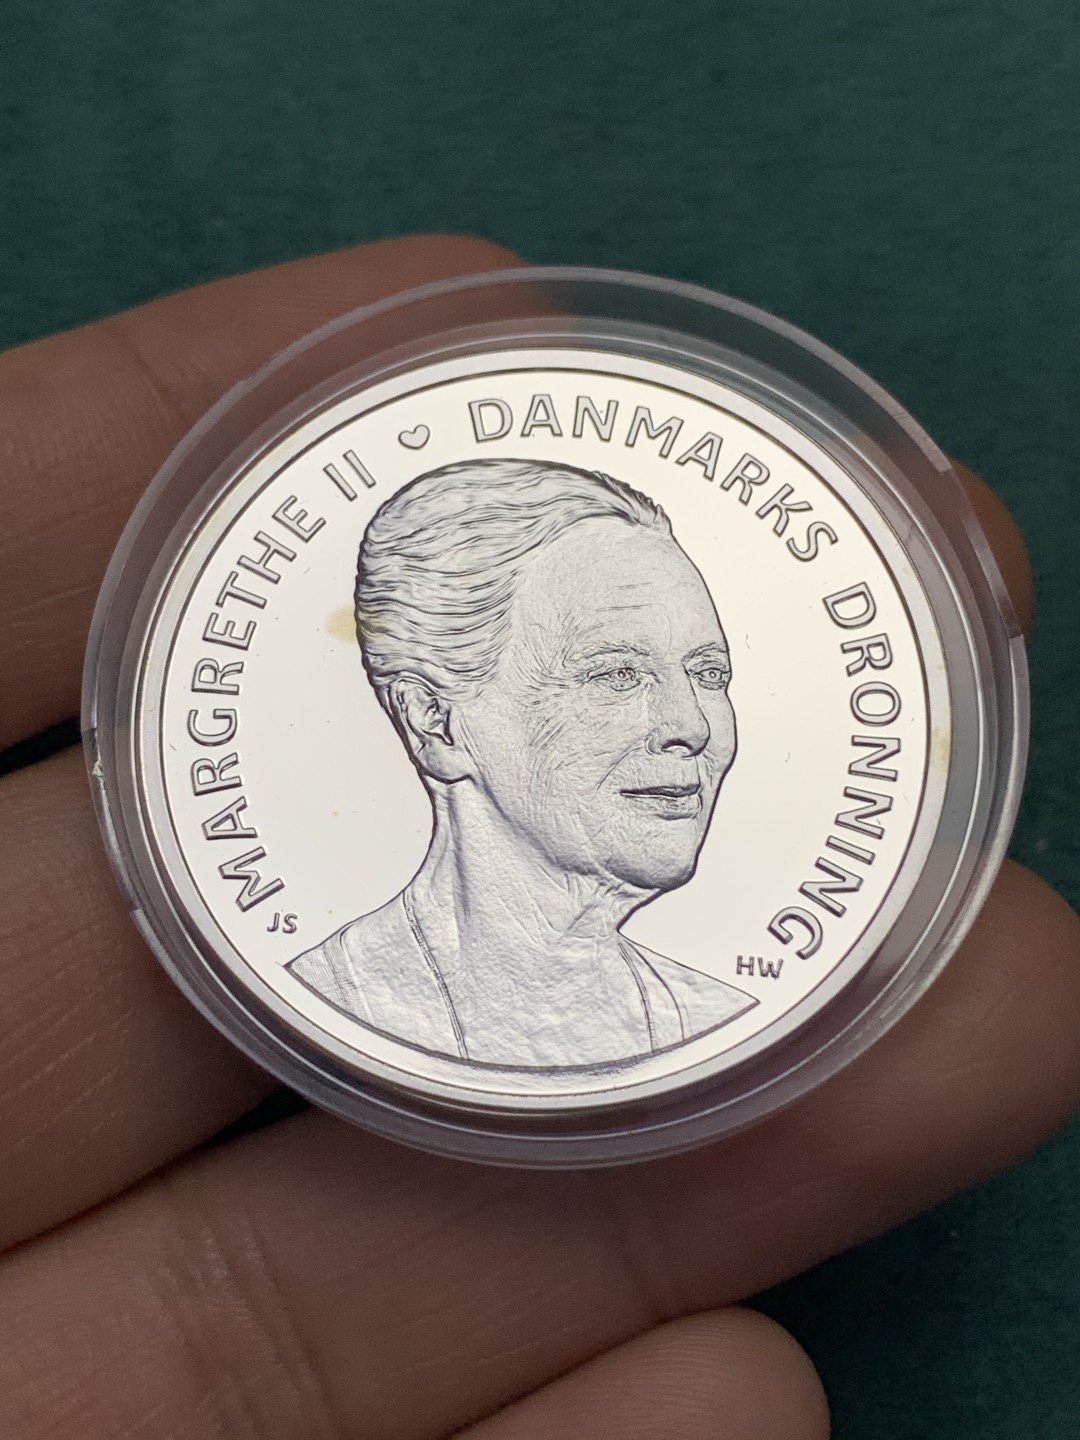 MARGRETHE II ♥ DANMARKS DRONNING
JS
HW